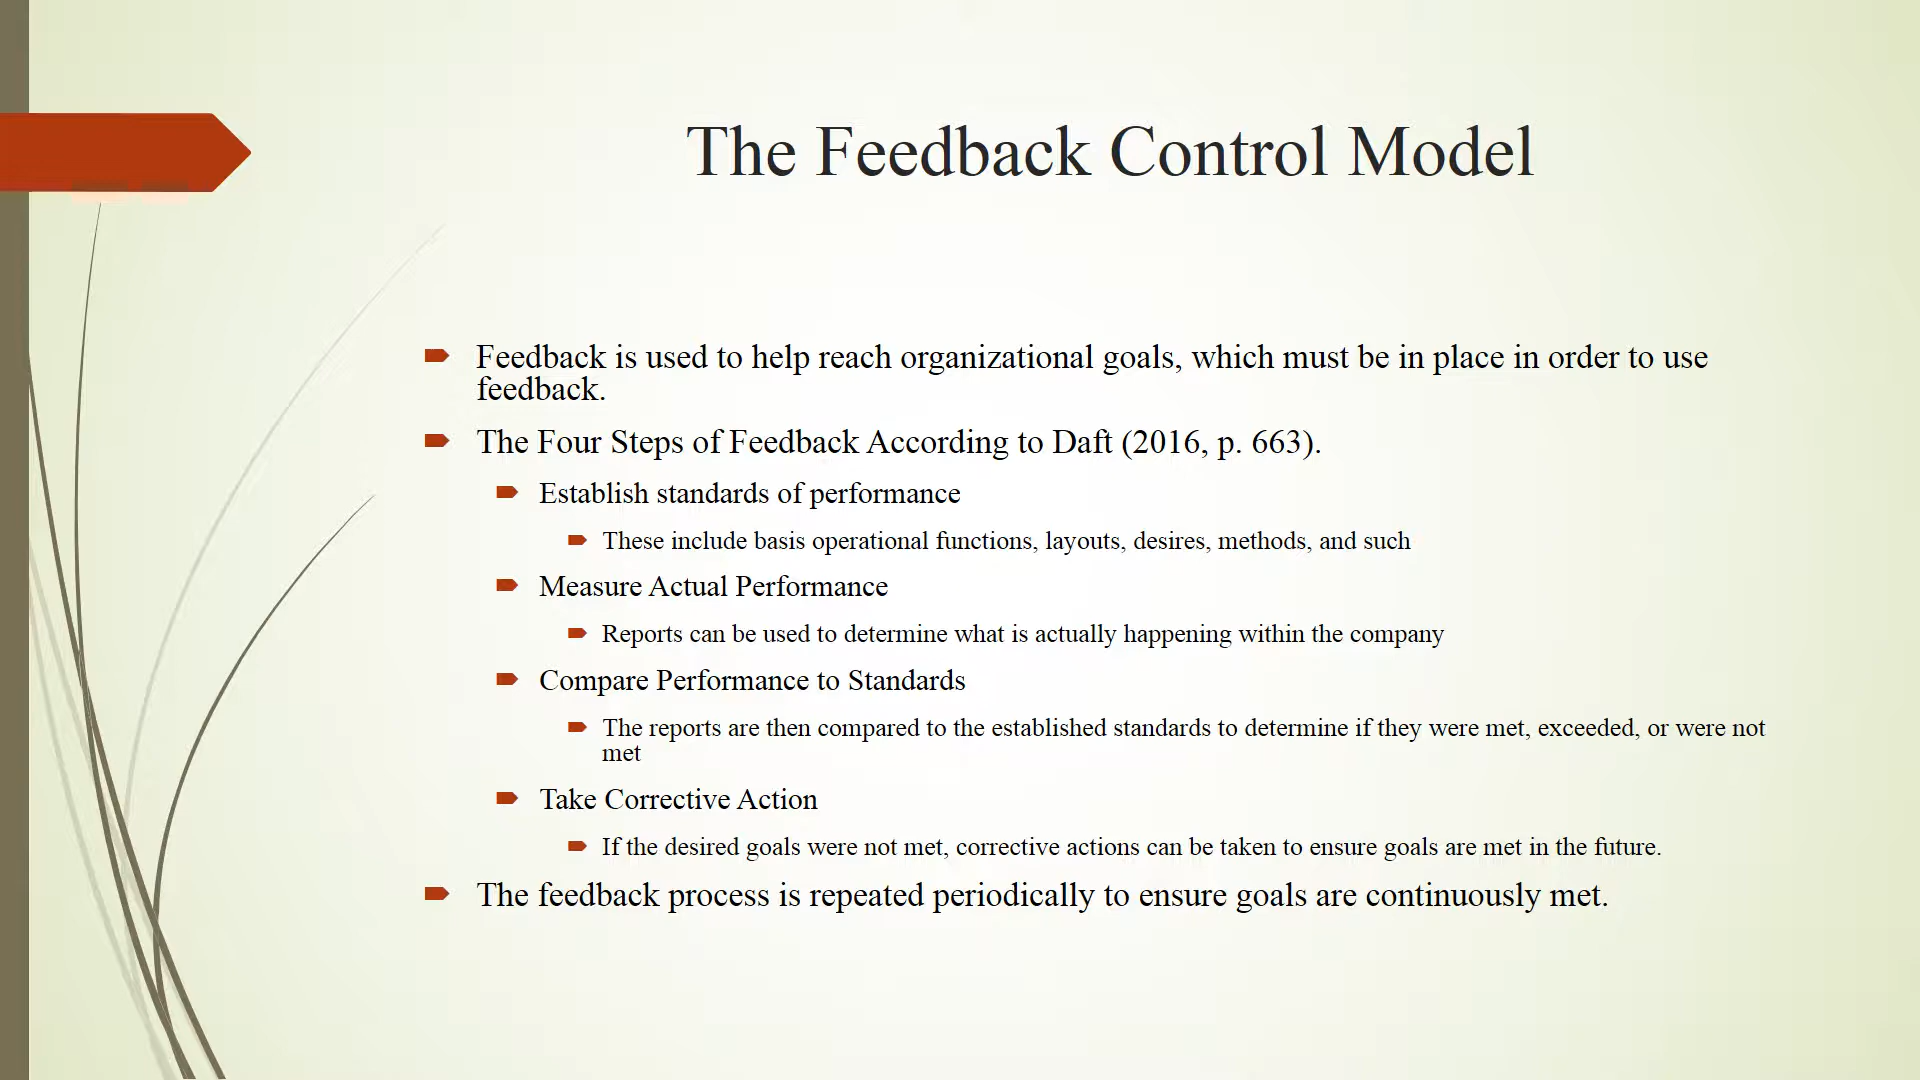 The Feedback Control Model
Feedback is used to help reach organizational goals, which must be in place in order to use
feedback.
The Four Steps of Feedback According to Daft (2016, p. 663).
Establish standards of performance
These include basis operational functions, layouts, desires, methods, and such
Measure Actual Performance
Reports can be used to determine what is actually happening within the company
Compare Performance to Standards
The reports are then compared to the established standards to determine if they were met, exceeded, or were not
met
Take Corrective Action
If the desired goals were not met, corrective actions can be taken to ensure goals are met in the future.
The feedback process is repeated periodically to ensure goals are continuously met.